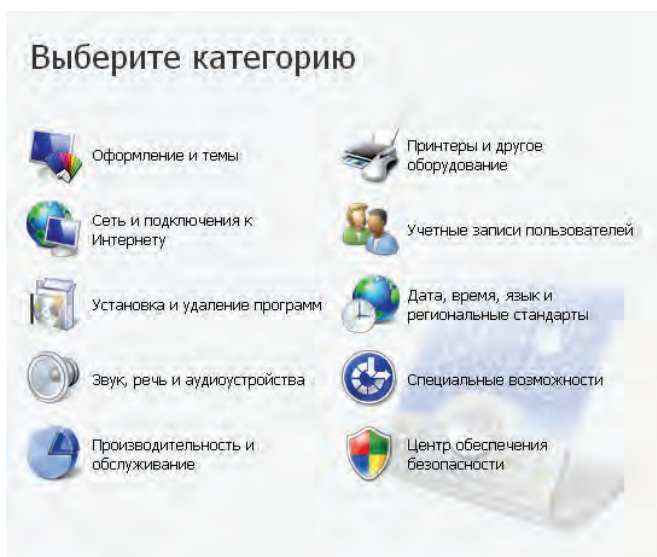 Выберите категорию
Оформление и темы
Принтеры и другое
оборудование
Сеть и подключения к
Интернету
Учетные записи пользователей
Установка и удаление программ
Дата, время, язык и
региональные стандарты
Звук, речь и аудиоустройства
Специальные возможности
Производительность и
обслуживание
Центр обеспечения
безопасности